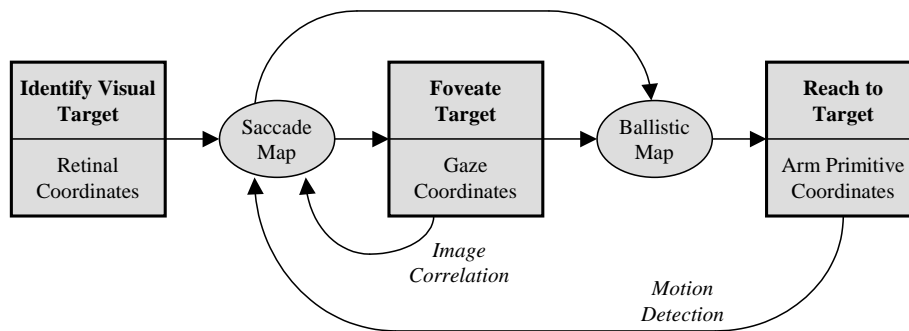 Identify Visual
Target
Retinal
Coordinates
Saccade
Map
Foveate
Target
Gaze
Coordinates
Ballistic
Map
Reach to
Target
Arm Primitive
Coordinates
Image
Correlation
Motion
Detection